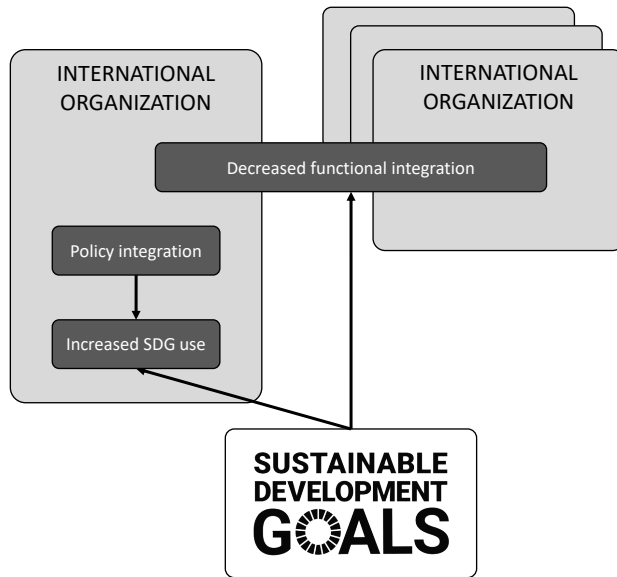 INTERNATIONAL
ORGANIZATION
INTERNATIONAL
ORGANIZATION
Decreased functional integration
Policy integration
Increased SDG use
SUSTAINABLE
DEVELOPMENT
GOALS